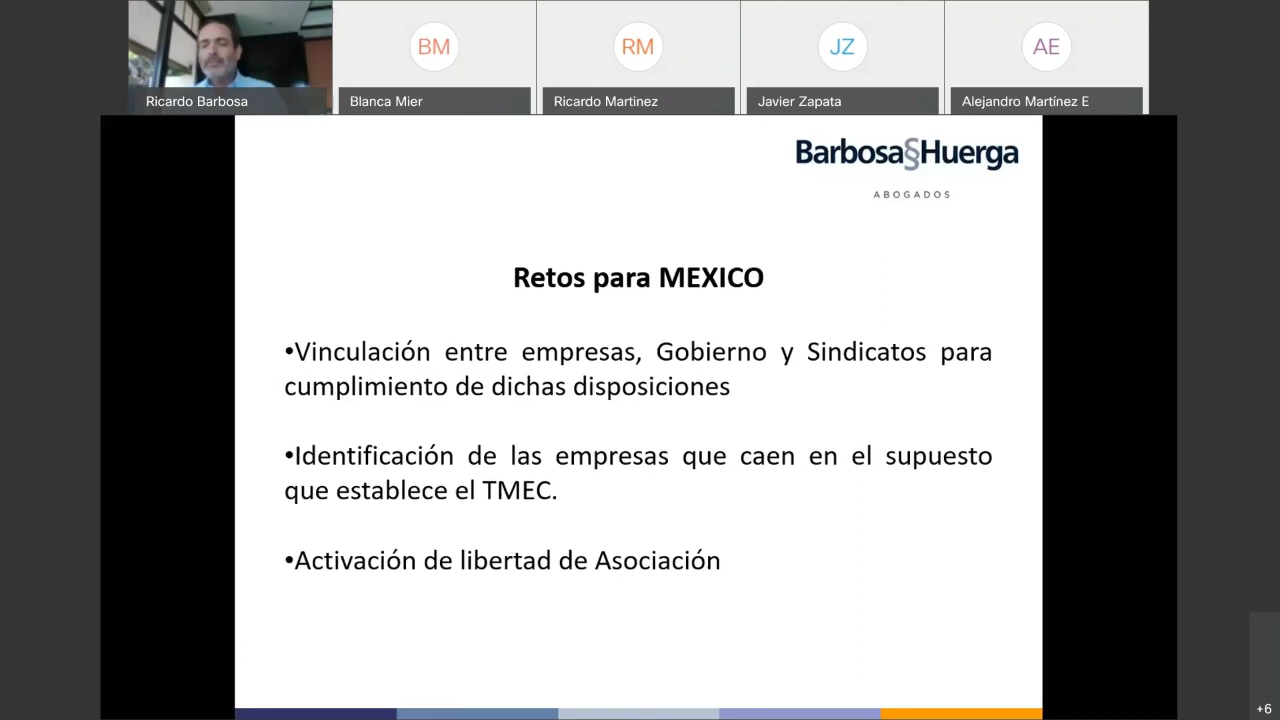 BM
RM
JZ
AE
Ricardo Barbosa
Blanca Mier
Ricardo Martinez
Javier Zapata
Alejandro Martínez E
Barbosa§Huerga
ABOGADOS
Retos para MEXICO
•Vinculación entre empresas, Gobierno y Sindicatos para
cumplimiento de dichas disposiciones
•Identificación de las empresas que caen en el supuesto
que establece el TMEC.
•Activación de libertad de Asociación
+6